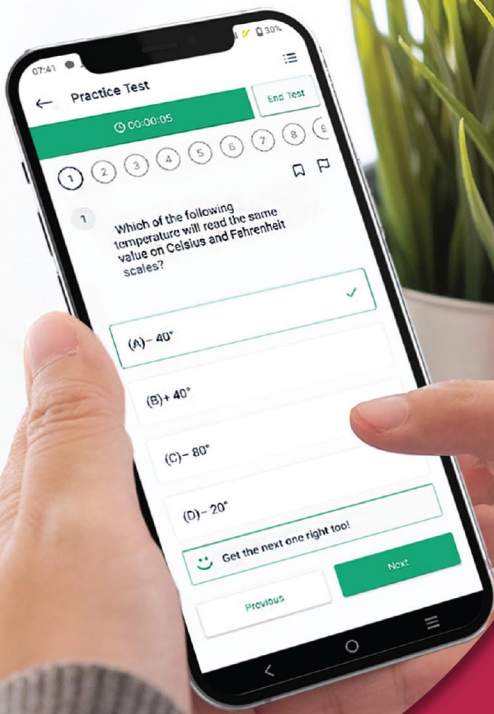 07:41
30%
← Practice Test
00:00:05
End Test
1 2 3 4 5 6 7 8
1
Which of the following
temperature will read the same
value on Celsius and Fahrenheit
scales?
(A)– 40°
(B)+ 40°
(C)– 80°
(D)– 20°
Get the next one right too!
Previous
Next